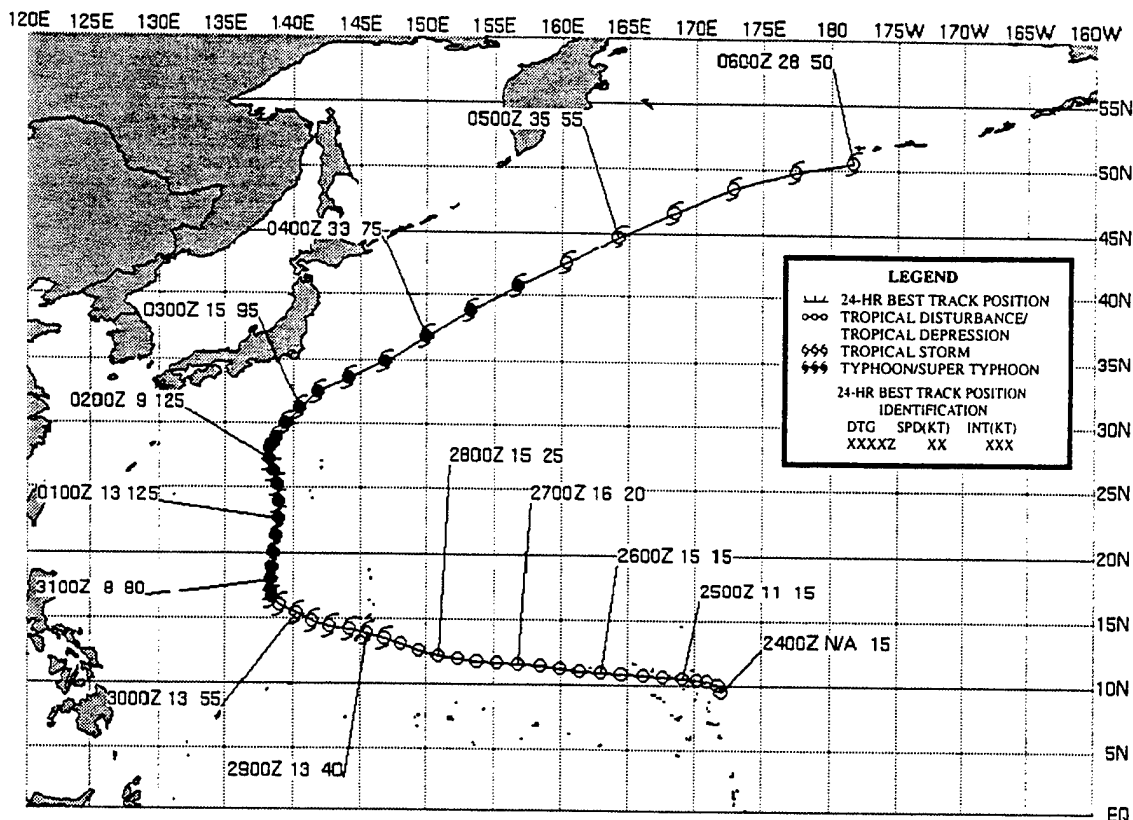 120E 125E 130E 135E 140E 145E 150E 155E 160E 165E 170E 175E 180 175W 170W 165W 160W
0600Z 28 50
55N
0500Z 35 55
50N
0400Z 33 75
45N
LEGEND
24-HR BEST TRACK POSITION
TROPICAL DISTURBANCE/
TROPICAL DEPRESSION
TROPICAL STORM
TYPHOON/SUPER TYPHOON
24-HR BEST TRACK POSITION
IDENTIFICATION
DTG SPD(KT) INT(KT)
XXXXZ XX XXX
40N
0300Z 15 95
35N
0200Z 9 125
30N
2800Z 15 25
0100Z 13 125
2700Z 16 20
25N
2600Z 15 15
20N
3100Z 8 80
2500Z 11 15
15N
2400Z N/A 15
3000Z 13 55
10N
2900Z 13 40
5N
EQ